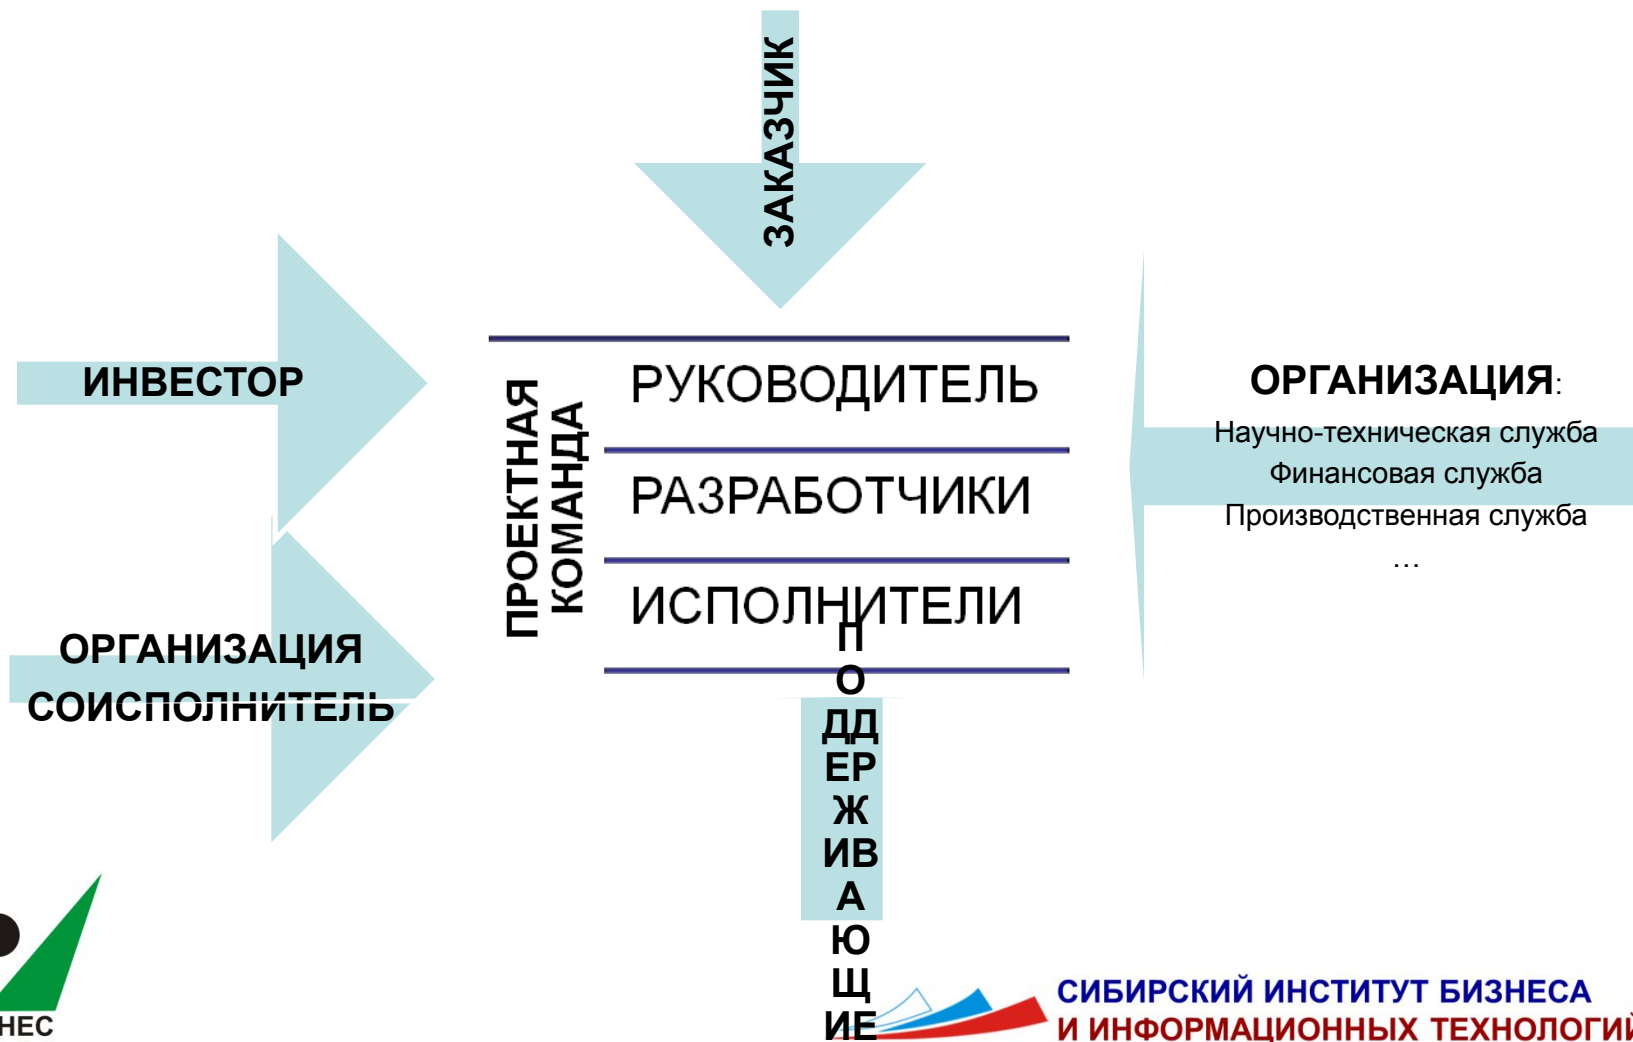 ЗАКАЗЧИК
ИНВЕСТОР
ПРОЕКТНАЯ
КОМАНДА
РУКОВОДИТЕЛЬ
РАЗРАБОТЧИКИ
ИСПОЛНИТЕЛИ
ОРГАНИЗАЦИЯ:
Научно-техническая служба
Финансовая служба
Производственная служба
…
ОРГАНИЗАЦИЯ
СОИСПОЛНИТЕЛЬ
П
О
ДД
ЕР
Ж
ИВ
А
Ю
Щ
ИЕ
НЕС
СИБИРСКИЙ ИНСТИТУТ БИЗНЕСА
И ИНФОРМАЦИОННЫХ ТЕХНОЛОГИЙ